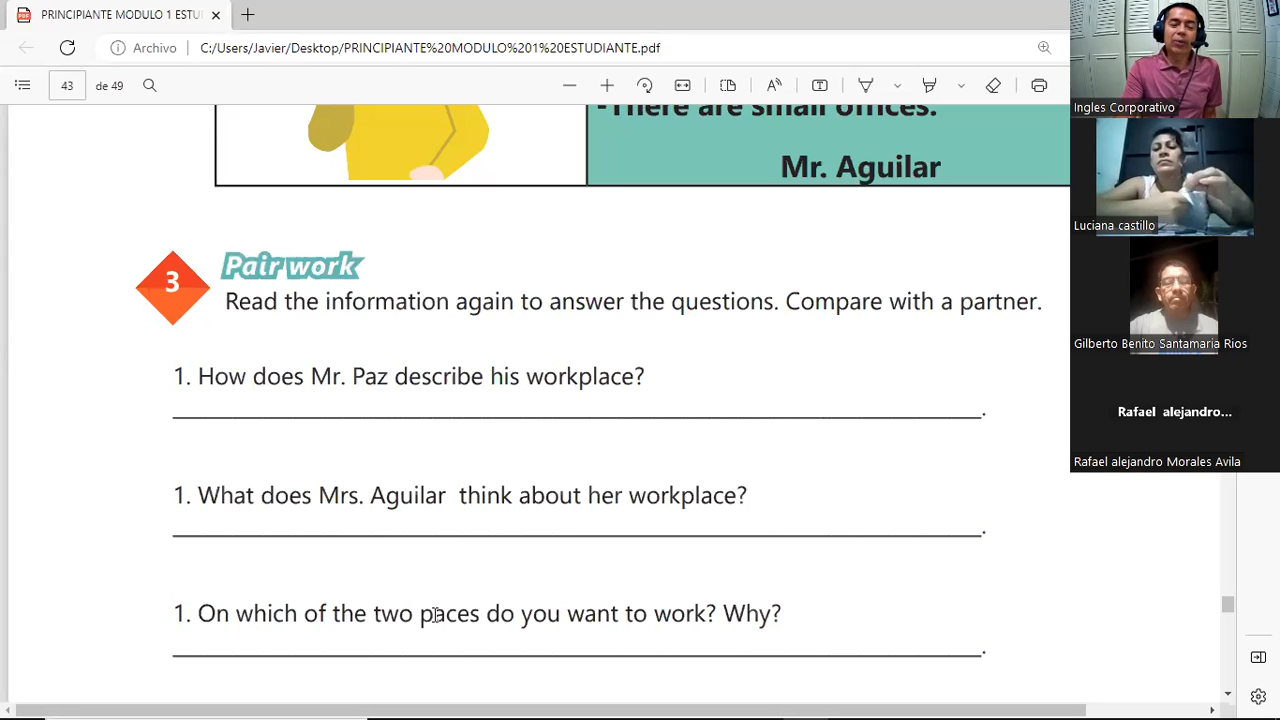 PRINCIPIANTE MODULO 1 ESTU
Archivo
C:/Users/Javier/Desktop/PRINCIPIANTE%20MODULO%201%20ESTUDIANTE.pdf
43
de 49
-There are small offices.
Mr. Aguilar
3
Pair work
Read the information again to answer the questions. Compare with a partner.
1. How does Mr. Paz describe his workplace?
1. What does Mrs. Aguilar think about her workplace?
1. On which of the two paces do you want to work? Why?
Ingles Corporativo
Luciana castillo
Gilberto Benito Santamaria Rios
Rafael alejandro...
Rafael alejandro Morales Avila